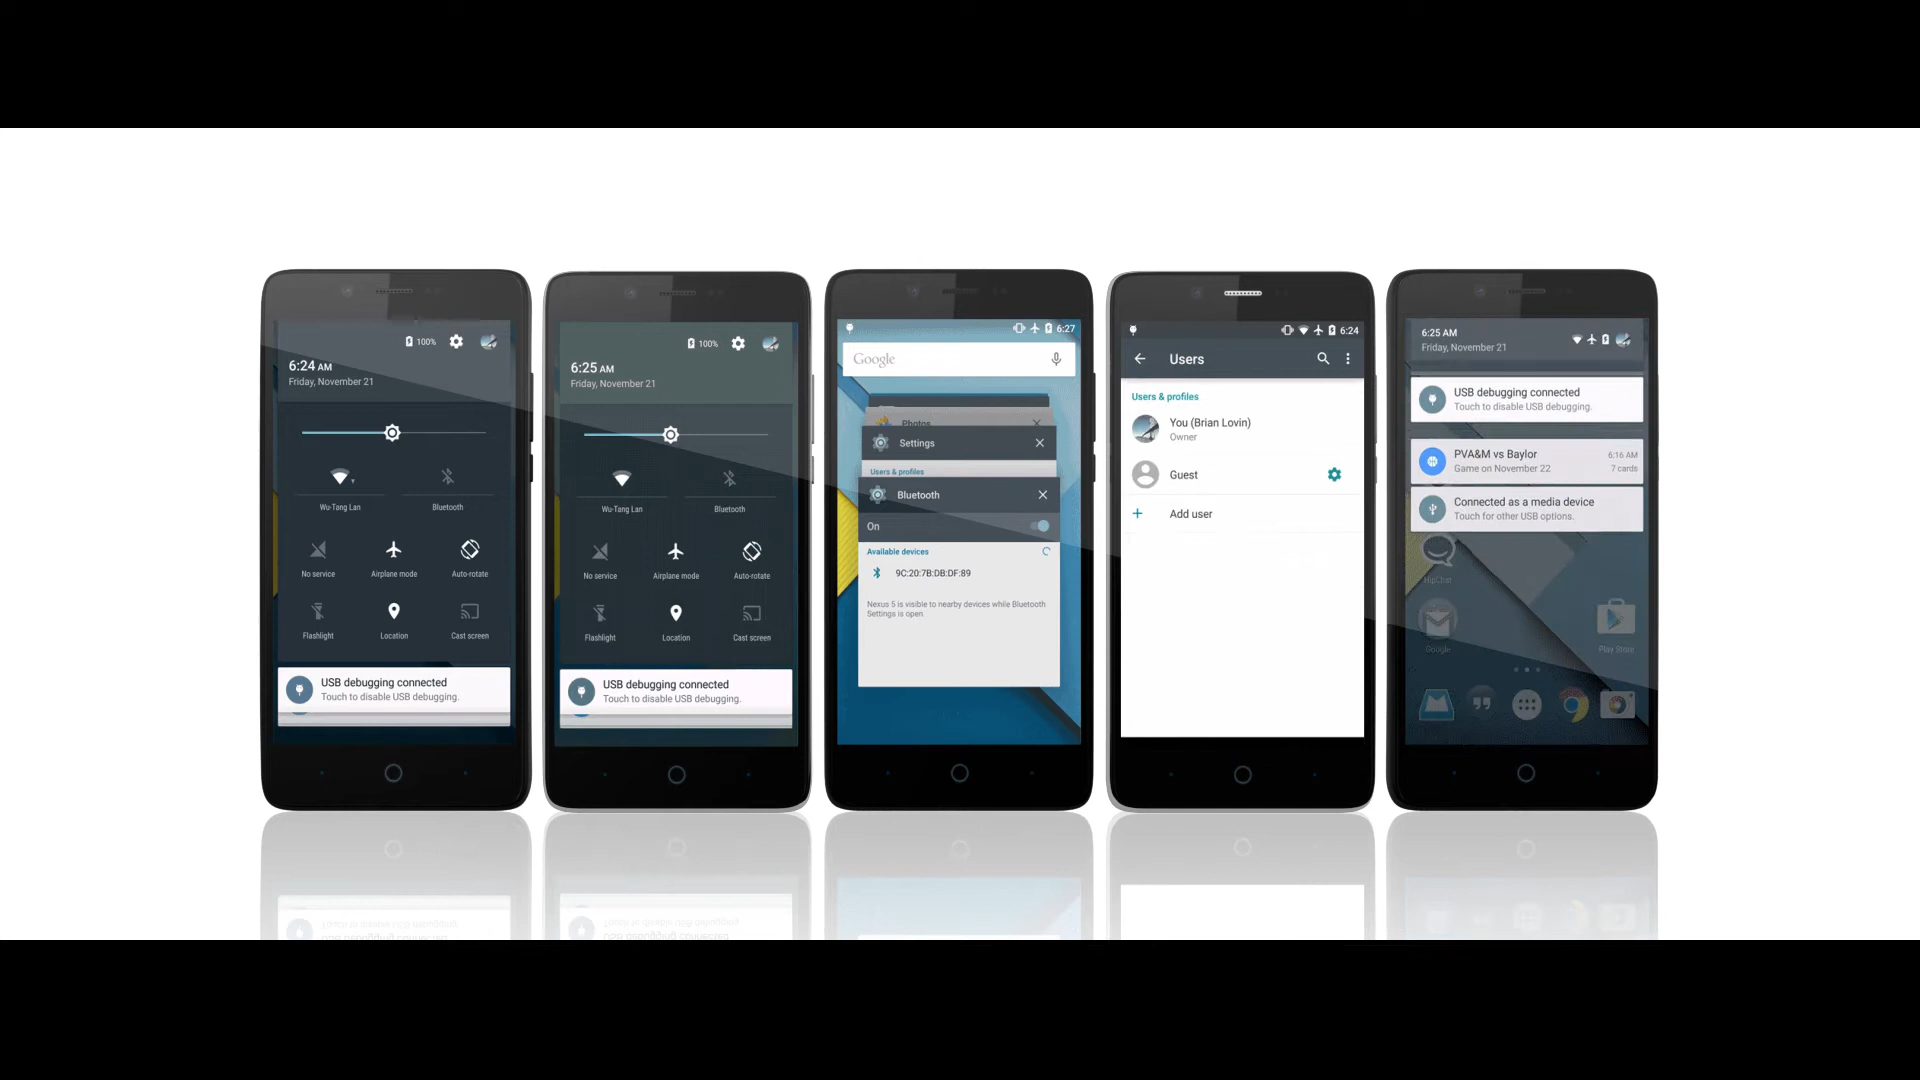 100%
6:24 AM
Friday, November 21
Wu-Tang Lan
Bluetooth
No service
Airplane mode
Auto-rotate
Flashlight
Location
Cast screen
USB debugging connected
Touch to disable USB debugging.
100%
6:25 AM
Friday, November 21
Wu-Tang Lan
Bluetooth
No service
Airplane mode
Auto-rotate
Flashlight
Location
Cast screen
USB debugging connected
Touch to disable USB debugging.
6:27
Google
Photos
Settings
Users & profiles
Bluetooth
On
Available devices
9C:20:7B:DB:DF:89
Nexus 5 is visible to nearby devices while Bluetooth
Settings is open
6:24
Users
Users & profiles
You (Brian Lovin)
Owner
Guest
Add user
6:25 AM
Friday, November 21
USB debugging connected
Touch to disable USB debugging.
PVA&M vs Baylor 6:16 AM
Game on November 22 7 cards
Connected as a media device
Touch for other USB options.
HipChat
Google
Play Store